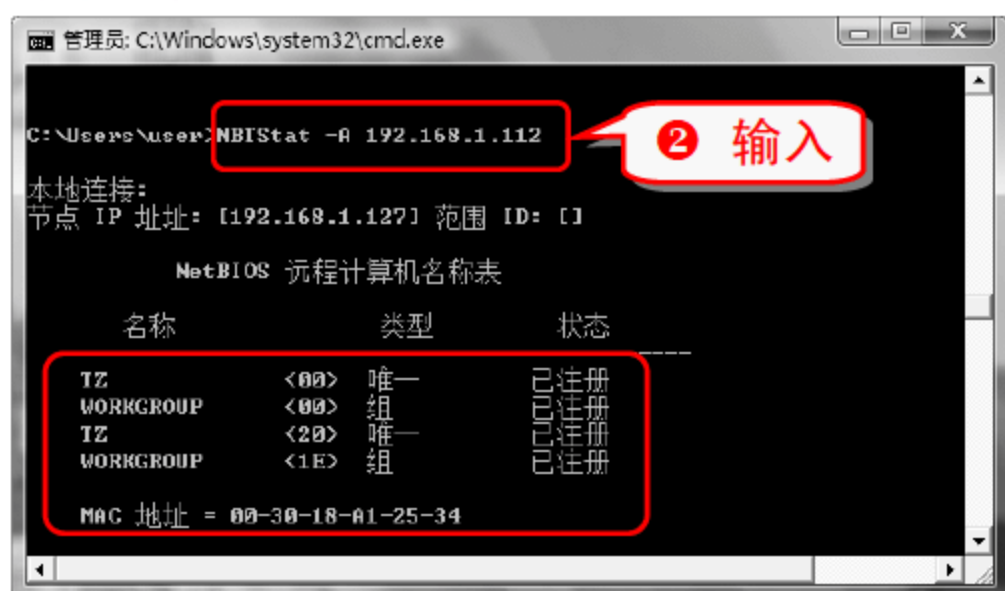 管理员: C:\Windows\system32\cmd.exe
C:\Users\user>NBTStat -A 192.168.1.112
❷ 输入
本地连接:
节点 IP 址址: [192.168.1.127] 范围 ID: []
NetBIOS 远程计算机名称表
名称 类型 状态
----
TZ <00> 唯一 已注册
WORKGROUP <00> 组 已注册
TZ <20> 唯一 已注册
WORKGROUP <1E> 组 已注册
MAC 地址 = 00-30-18-A1-25-34